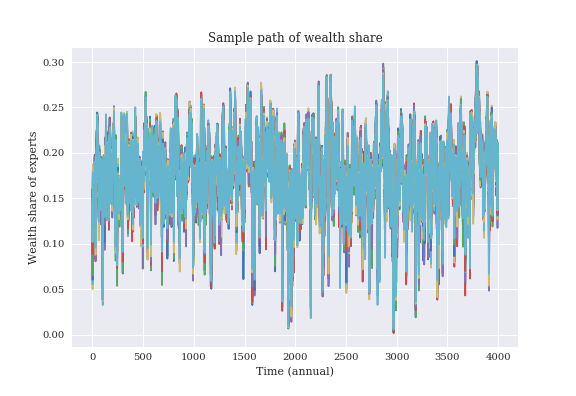 Sample path of wealth share
Wealth share of experts
0.30
0.25
0.20
0.15
0.10
0.05
0.00
0 500 1000 1500 2000 2500 3000 3500 4000
Time (annual)